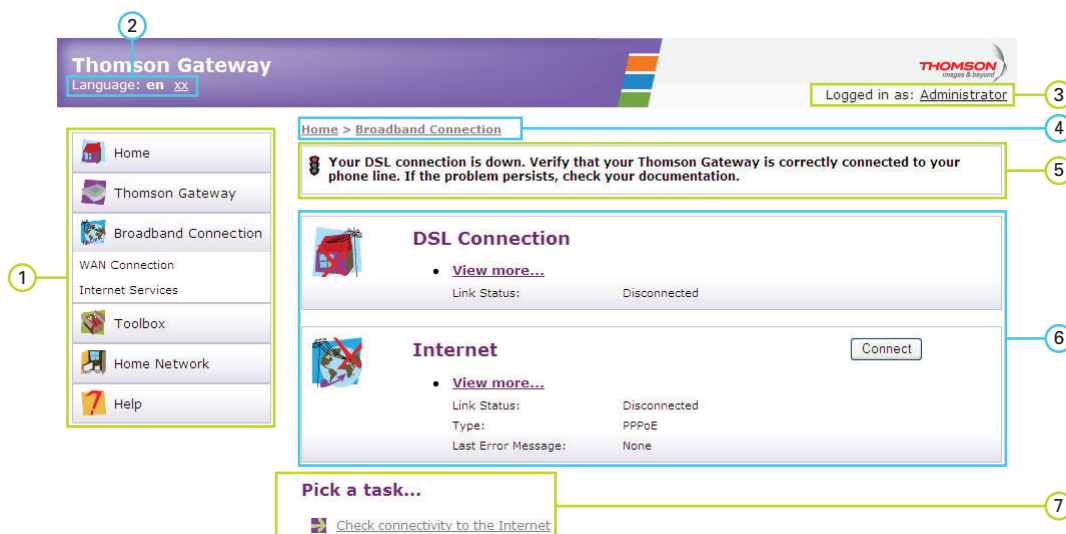 2
Thomson Gateway
Language: en xx
THOMSON
images & beyond
Logged in as: Administrator
3
Home > Broadband Connection
4
Your DSL connection is down. Verify that your Thomson Gateway is correctly connected to your
phone line. If the problem persists, check your documentation.
5
1
Home
Thomson Gateway
Broadband Connection
WAN Connection
Internet Services
Toolbox
Home Network
Help
DSL Connection
View more...
Link Status: Disconnected
6
Internet
Connect
View more...
Link Status: Disconnected
Type: PPPoE
Last Error Message: None
Pick a task...
7
Check connectivity to the Internet